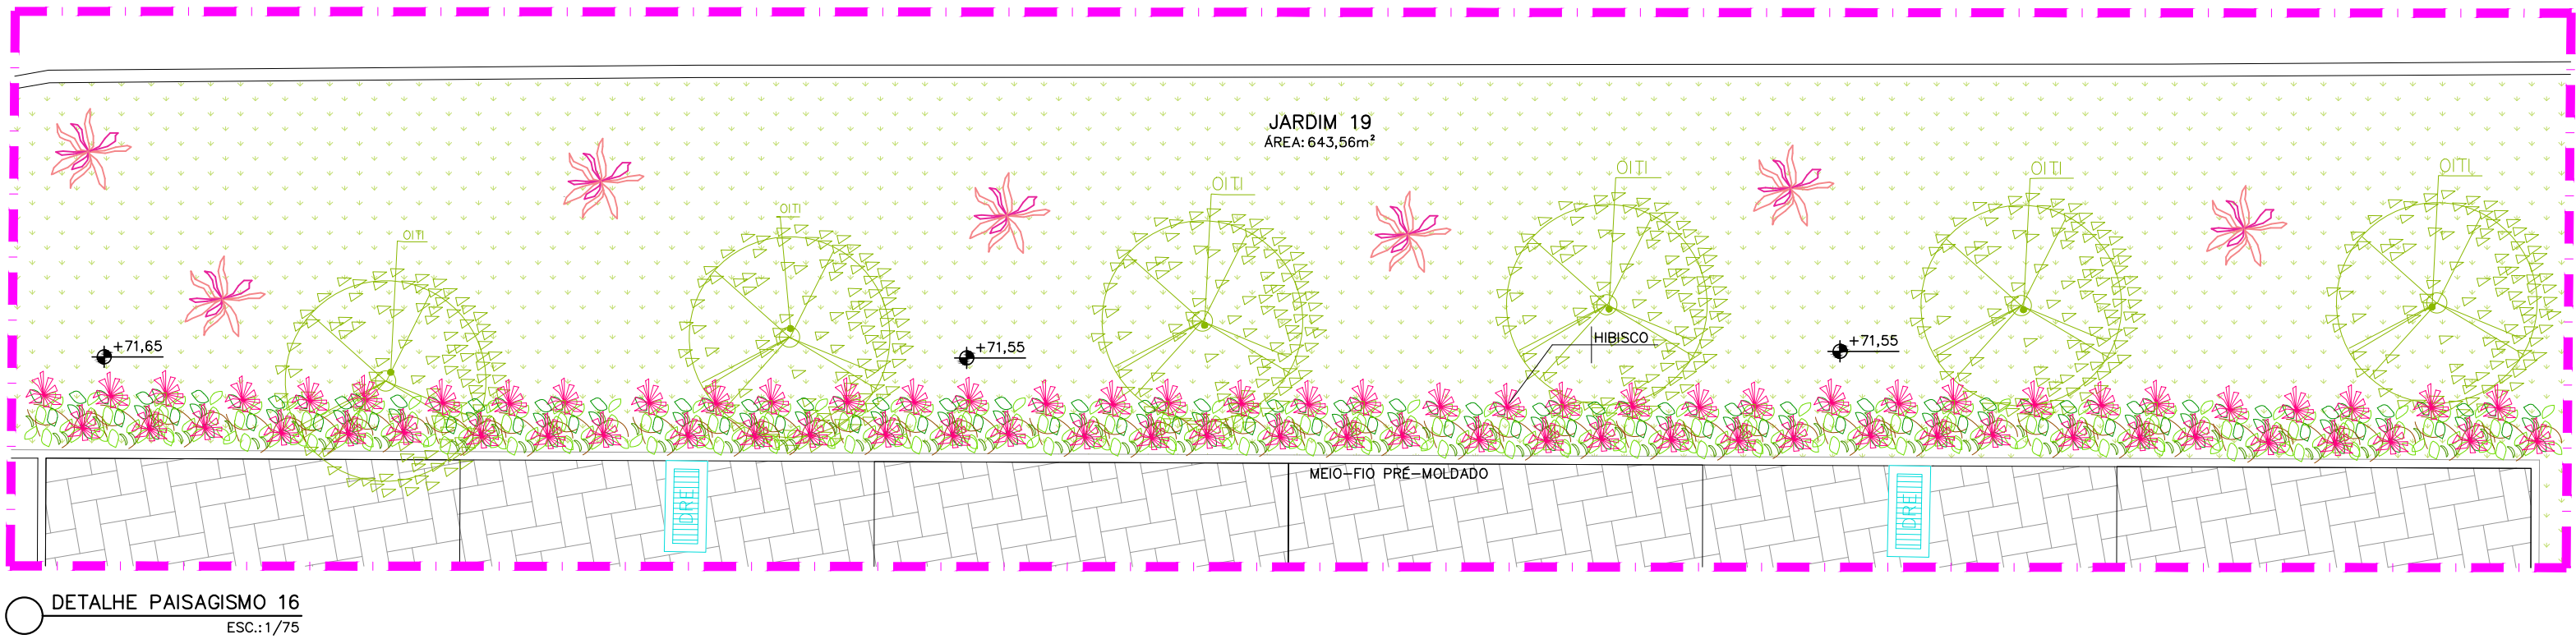 JARDIM 19
ÁREA: 643,56m²
OITI
OITI
OITI
OITI
OITI
OITI
HIBISCO
+71,65
+71,55
+71,55
MEIO-FIO PRÉ-MOLDADO
DRE
DRE
DETALHE PAISAGISMO 16
ESC.: 1/75